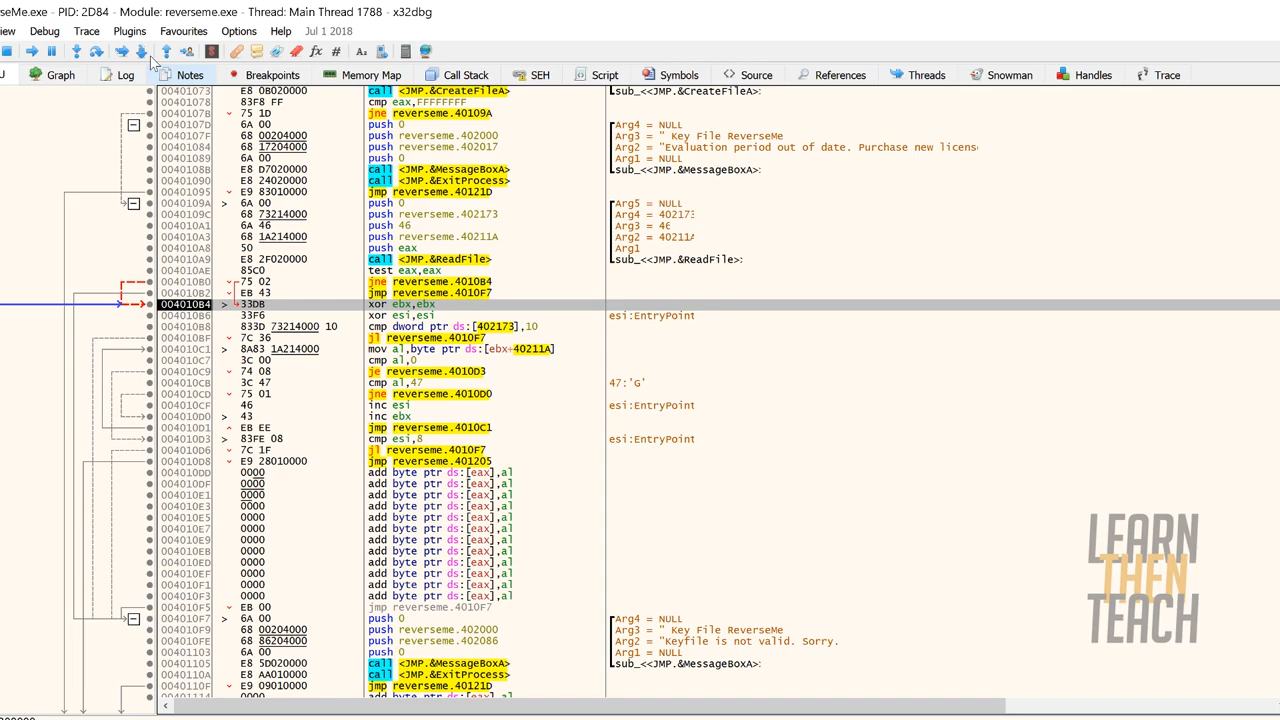 rseMe.exe - PID: 2D84 - Module: reverseme.exe - Thread: Main Thread 1788 - x32dbg
iew Debug Trace Plugins Favourites Options Help Jul 1 2018
U Graph Log Notes Breakpoints Memory Map Call Stack SEH Script Symbols Source References Threads Snowman Handles Trace
00401073 E8 0B020000 call <JMP.&CreateFileA> sub_<<JMP.&CreateFileA>:
00401078 83F8 FF cmp eax,FFFFFFFF
0040107B 75 1D jne reverseme.40109A
0040107D 6A 00 push 0 Arg4 = NULL
0040107F 68 00204000 push reverseme.402000 Arg3 = " Key File ReverseMe
00401084 68 17204000 push reverseme.402017 Arg2 = "Evaluation period out of date. Purchase new licens
00401089 6A 00 push 0 Arg1 = NULL
0040108B E8 D7020000 call <JMP.&MessageBoxA> sub_<<JMP.&MessageBoxA>:
00401090 E8 24020000 call <JMP.&ExitProcess>
00401095 E9 83010000 jmp reverseme.40121D
0040109A > 6A 00 push 0 Arg5 = NULL
0040109C 68 73214000 push reverseme.402173 Arg4 = 402173
004010A1 6A 46 push 46 Arg3 = 46
004010A3 68 1A214000 push reverseme.40211A Arg2 = 40211A
004010A8 50 push eax Arg1
004010A9 E8 2F020000 call <JMP.&ReadFile> sub_<<JMP.&ReadFile>:
004010AE 85C0 test eax,eax
004010B0 75 02 jne reverseme.4010B4
004010B2 EB 43 jmp reverseme.4010F7
004010B4 > 33DB xor ebx,ebx
004010B6 33F6 xor esi,esi esi:EntryPoint
004010B8 833D 73214000 10 cmp dword ptr ds:[402173],10
004010BF 7C 36 jl reverseme.4010F7
004010C1 > 8A83 1A214000 mov al,byte ptr ds:[ebx+40211A]
004010C7 3C 00 cmp al,0
004010C9 74 08 je reverseme.4010D3
004010CB 3C 47 cmp al,47 47:'G'
004010CD 75 01 jne reverseme.4010D0
004010CF 46 inc esi esi:EntryPoint
004010D0 > 43 inc ebx
004010D1 EB EE jmp reverseme.4010C1
004010D3 > 83FE 08 cmp esi,8 esi:EntryPoint
004010D6 7C 1F jl reverseme.4010F7
004010D8 E9 28010000 jmp reverseme.401205
004010DD 0000 add byte ptr ds:[eax],al
004010DF 0000 add byte ptr ds:[eax],al
004010E1 0000 add byte ptr ds:[eax],al
004010E3 0000 add byte ptr ds:[eax],al
004010E5 0000 add byte ptr ds:[eax],al
004010E7 0000 add byte ptr ds:[eax],al
004010E9 0000 add byte ptr ds:[eax],al
004010EB 0000 add byte ptr ds:[eax],al
004010ED 0000 add byte ptr ds:[eax],al
004010EF 0000 add byte ptr ds:[eax],al
004010F1 0000 add byte ptr ds:[eax],al
004010F3 0000 add byte ptr ds:[eax],al
004010F5 EB 00 jmp reverseme.4010F7
004010F7 > 6A 00 push 0 Arg4 = NULL
004010F9 68 00204000 push reverseme.402000 Arg3 = " Key File ReverseMe
004010FE 68 86204000 push reverseme.402086 Arg2 = "Keyfile is not valid. Sorry.
00401103 6A 00 push 0 Arg1 = NULL
00401105 E8 5D020000 call <JMP.&MessageBoxA> sub_<<JMP.&MessageBoxA>:
0040110A E8 AA010000 call <JMP.&ExitProcess>
0040110F E9 09010000 jmp reverseme.40121D
LEARN
THEN
TEACH